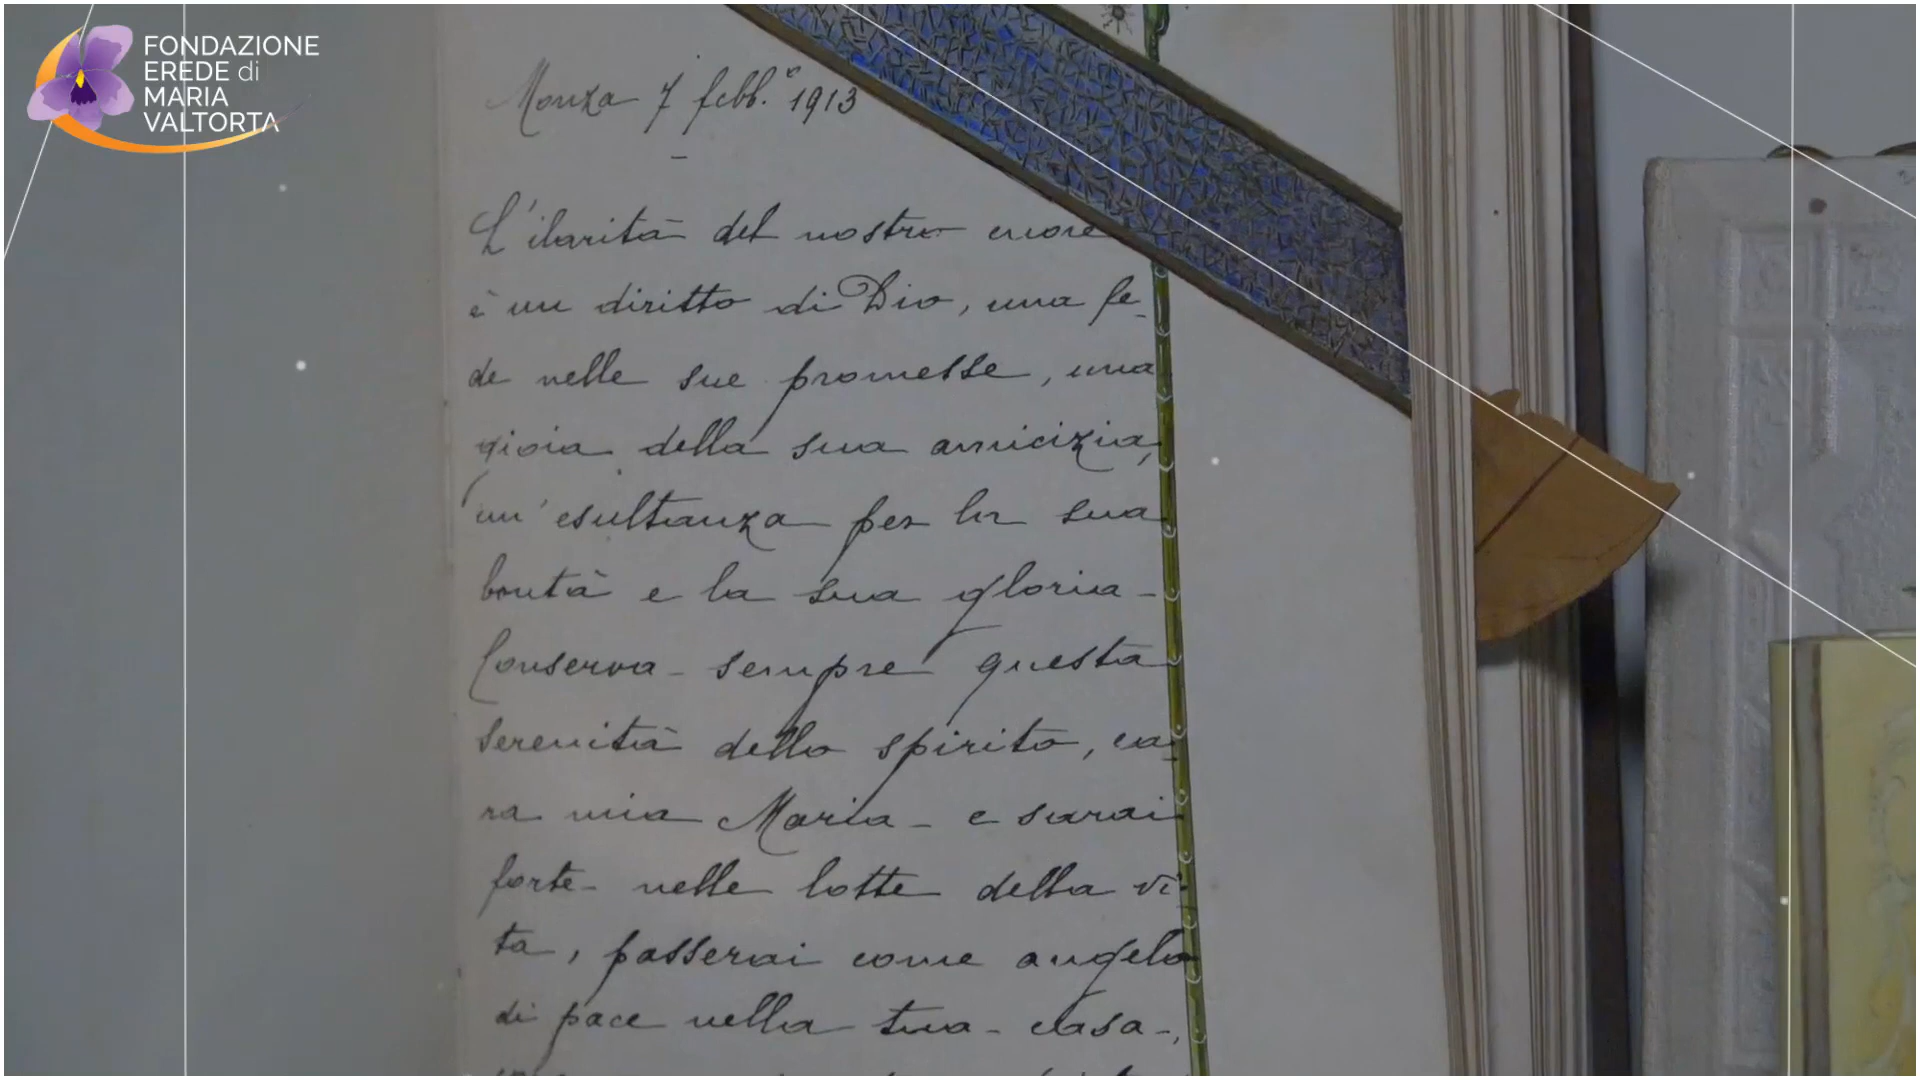 FONDAZIONE
EREDE di
MARIA
VALTORTA
Monza 7 febb.° 1913
L'ilarità del nostro cuore
è un diritto di Dio, una fe-
de nelle sue promesse, una
gioia della sua amicizia,
un'esultanza per la sua
bontà e la sua gloria-
Conserva sempre questa
serenità dello spirito, ca-
ra mia Maria - e sarai
forte nelle lotte della vi-
ta, passerai come angelo
di pace nella tua casa-,